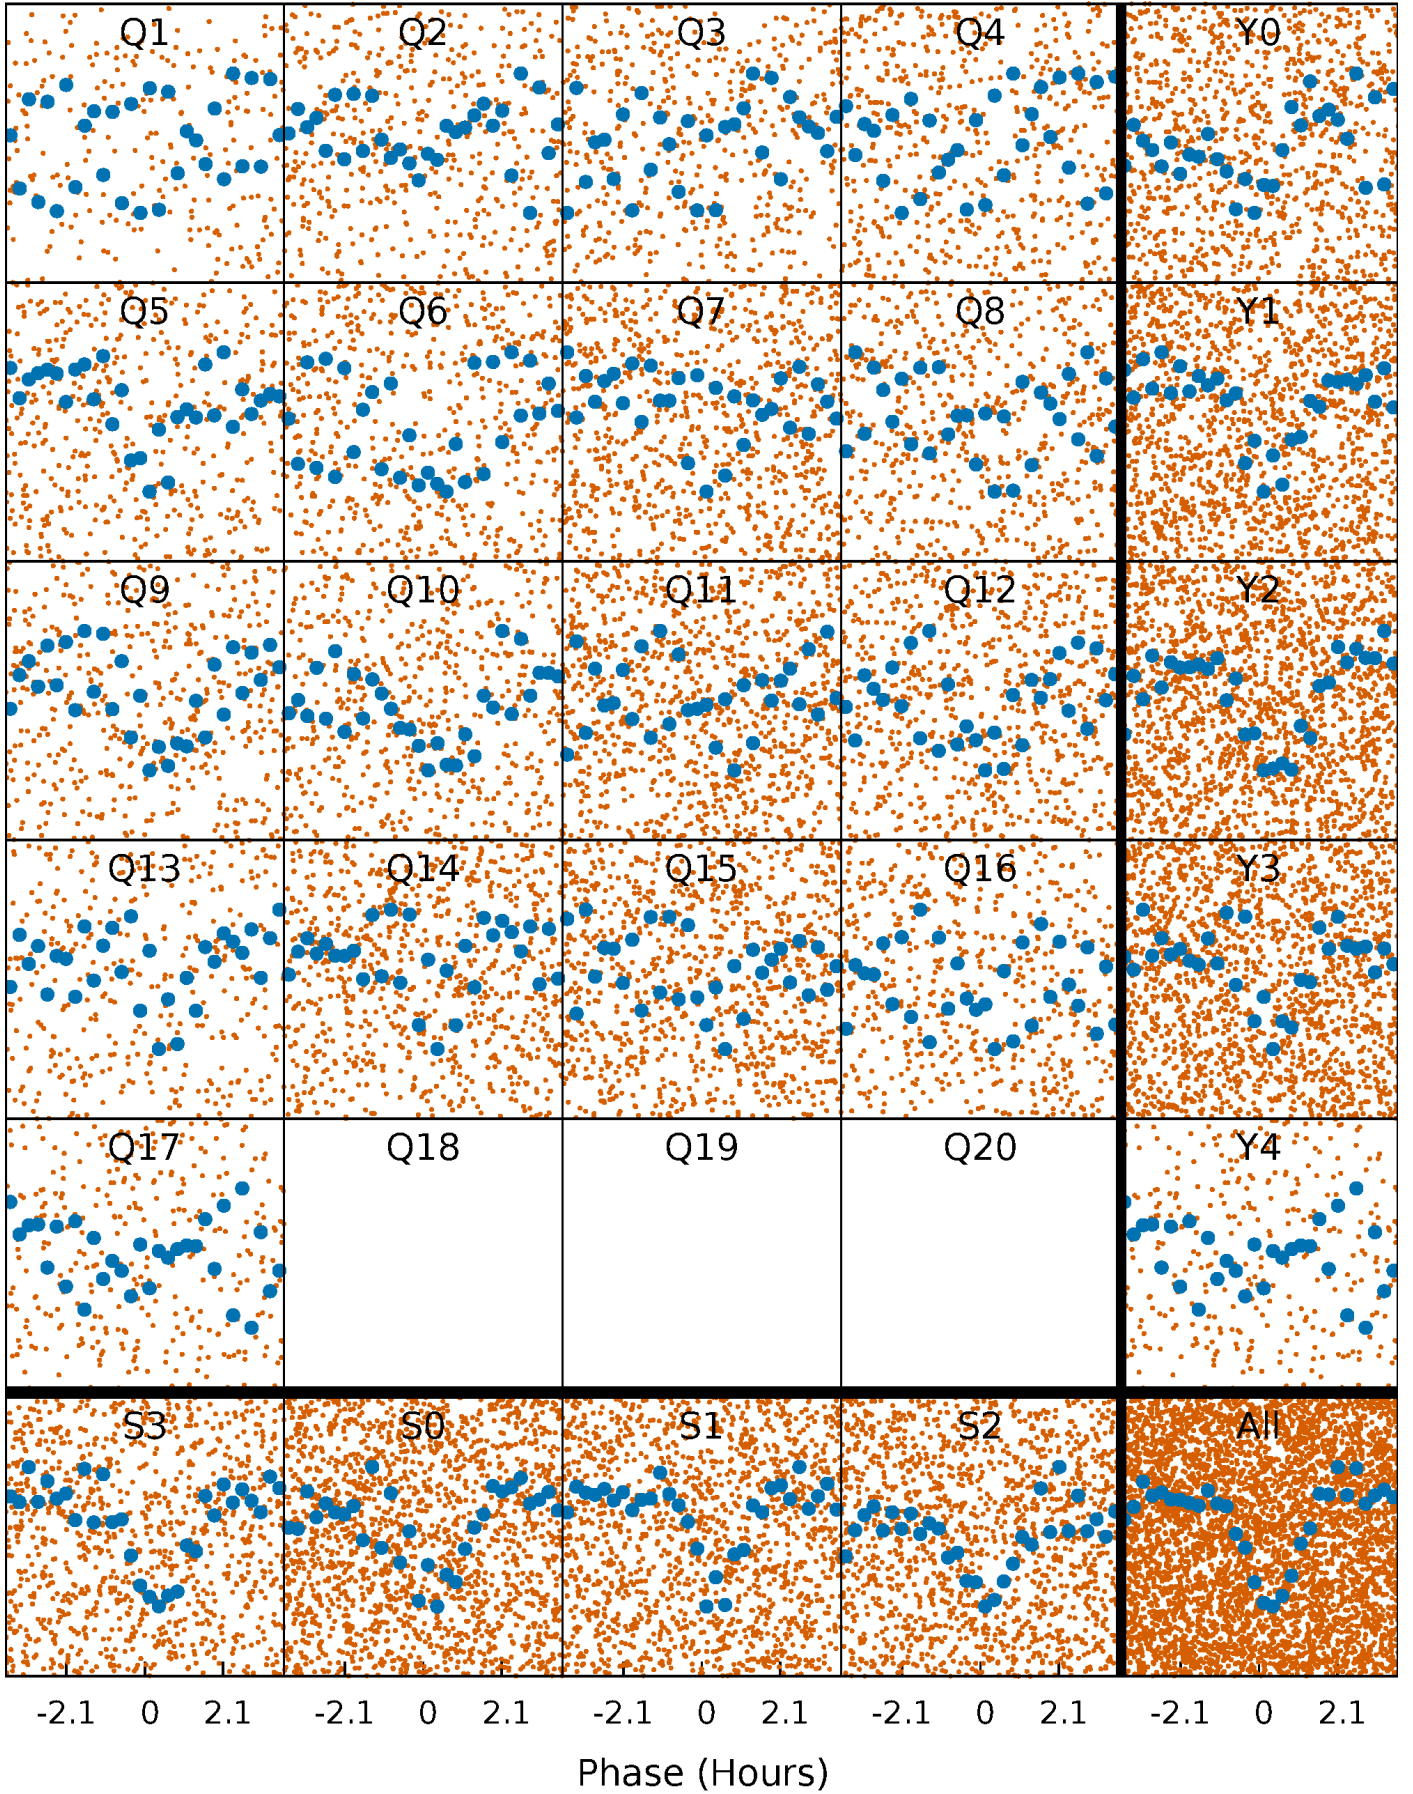 Q1 Q2 Q3 Q4 Y0
Q5 Q6 Q7 Q8 Y1
Q9 Q10 Q11 Q12 Y2
Q13 Q14 Q15 Q16 Y3
Q17 Q18 Q19 Q20 Y4
S3 S0 S1 S2 All
-2.1 0 2.1 -2.1 0 2.1 -2.1 0 2.1 -2.1 0 2.1 -2.1 0 2.1
Phase (Hours)